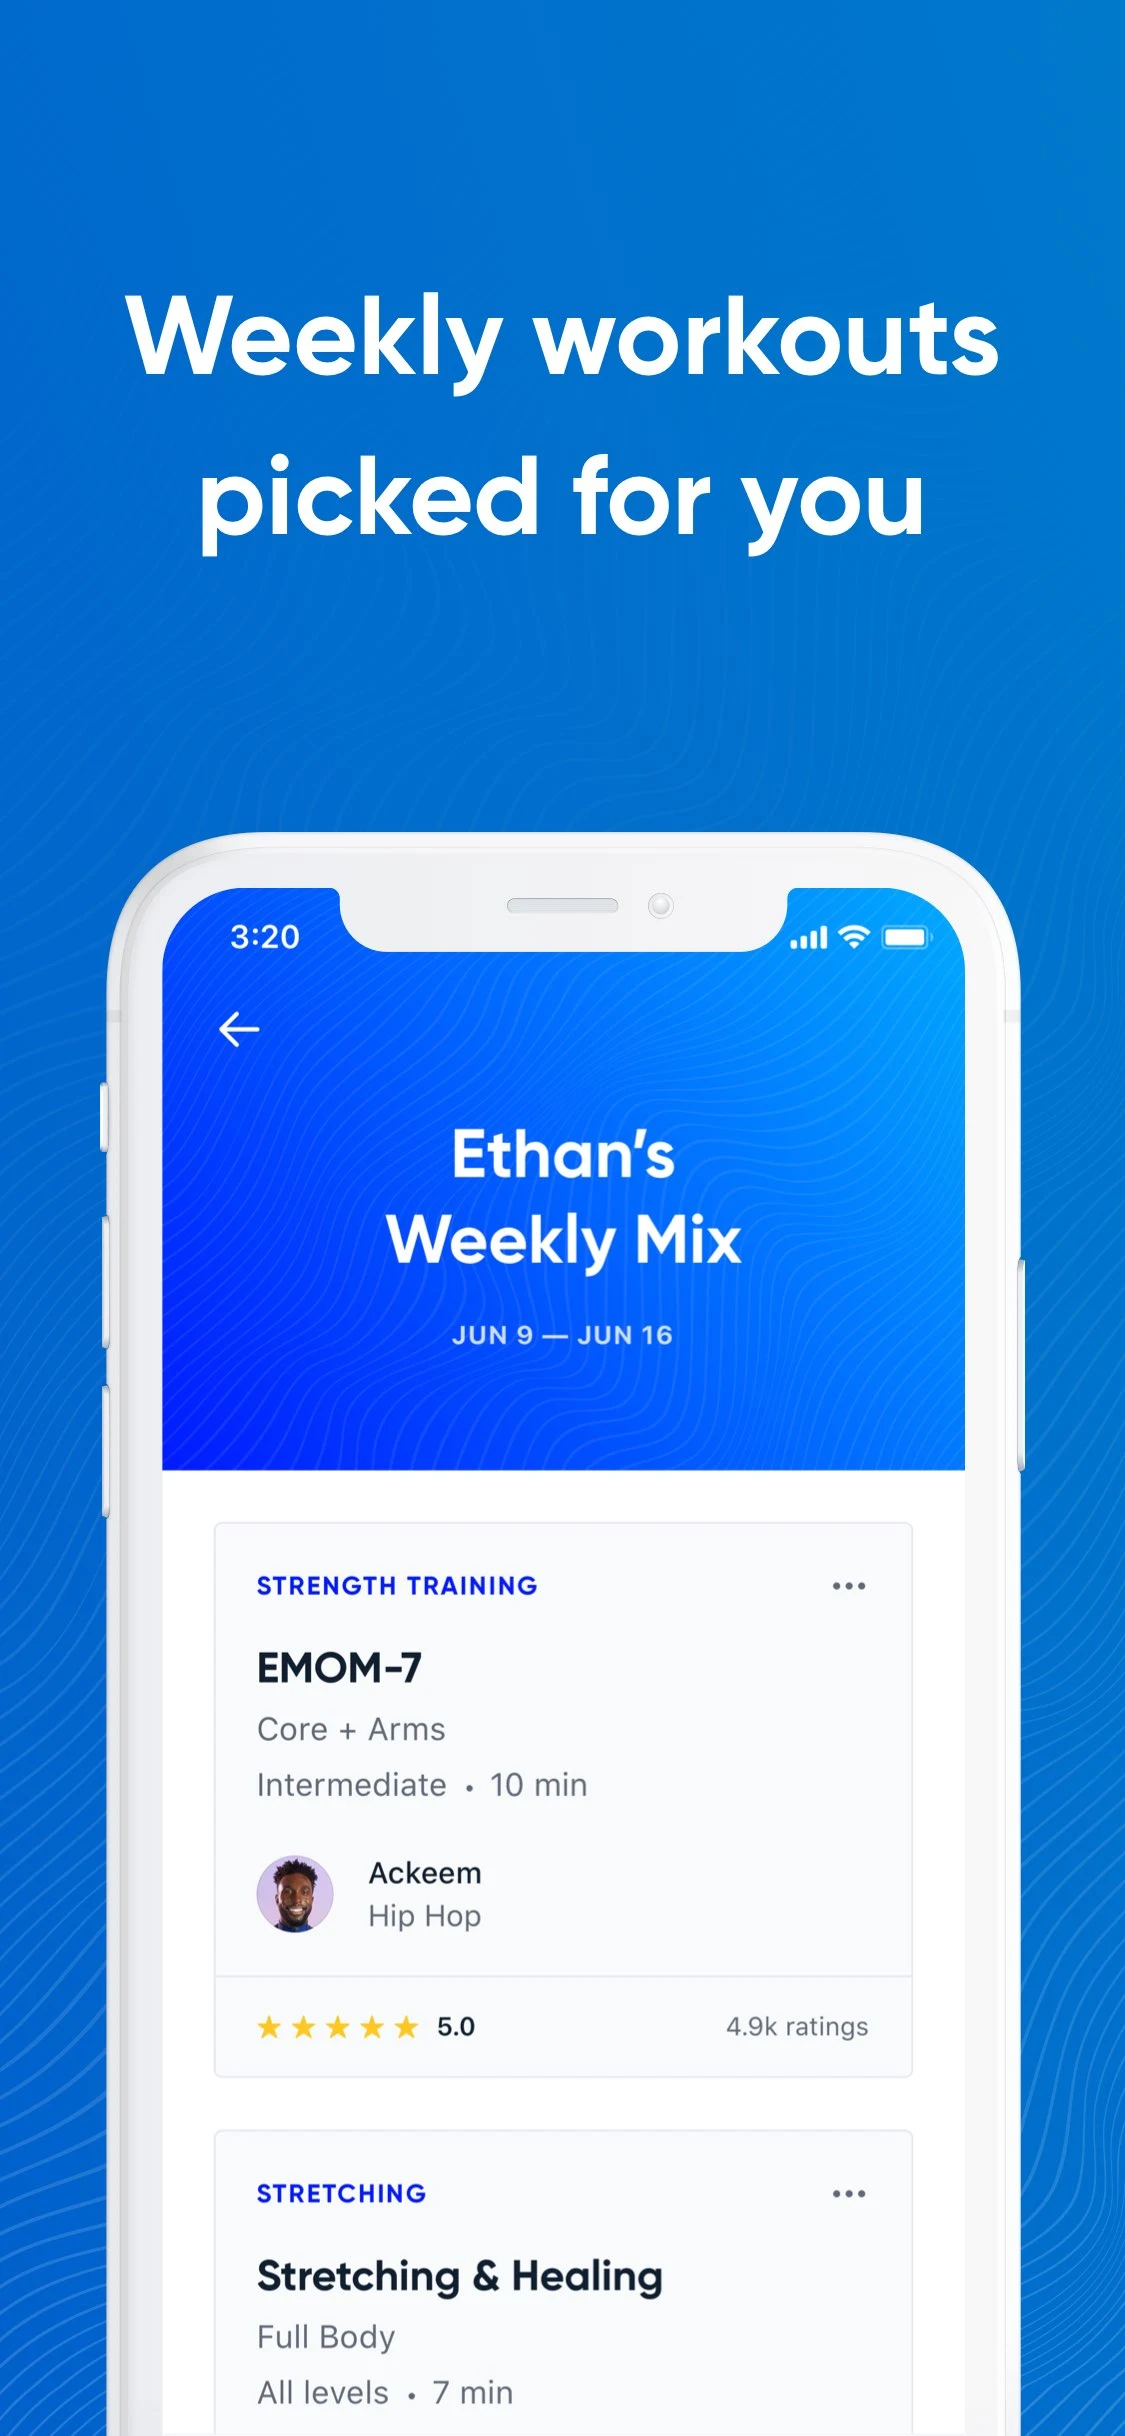 Weekly workouts
picked for you
3:20
Ethan’s
Weekly Mix
JUN 9 — JUN 16
STRENGTH TRAINING
EMOM-7
Core + Arms
Intermediate • 10 min
Ackeem
Hip Hop
5.0 4.9k ratings
STRETCHING
Stretching & Healing
Full Body
All levels • 7 min